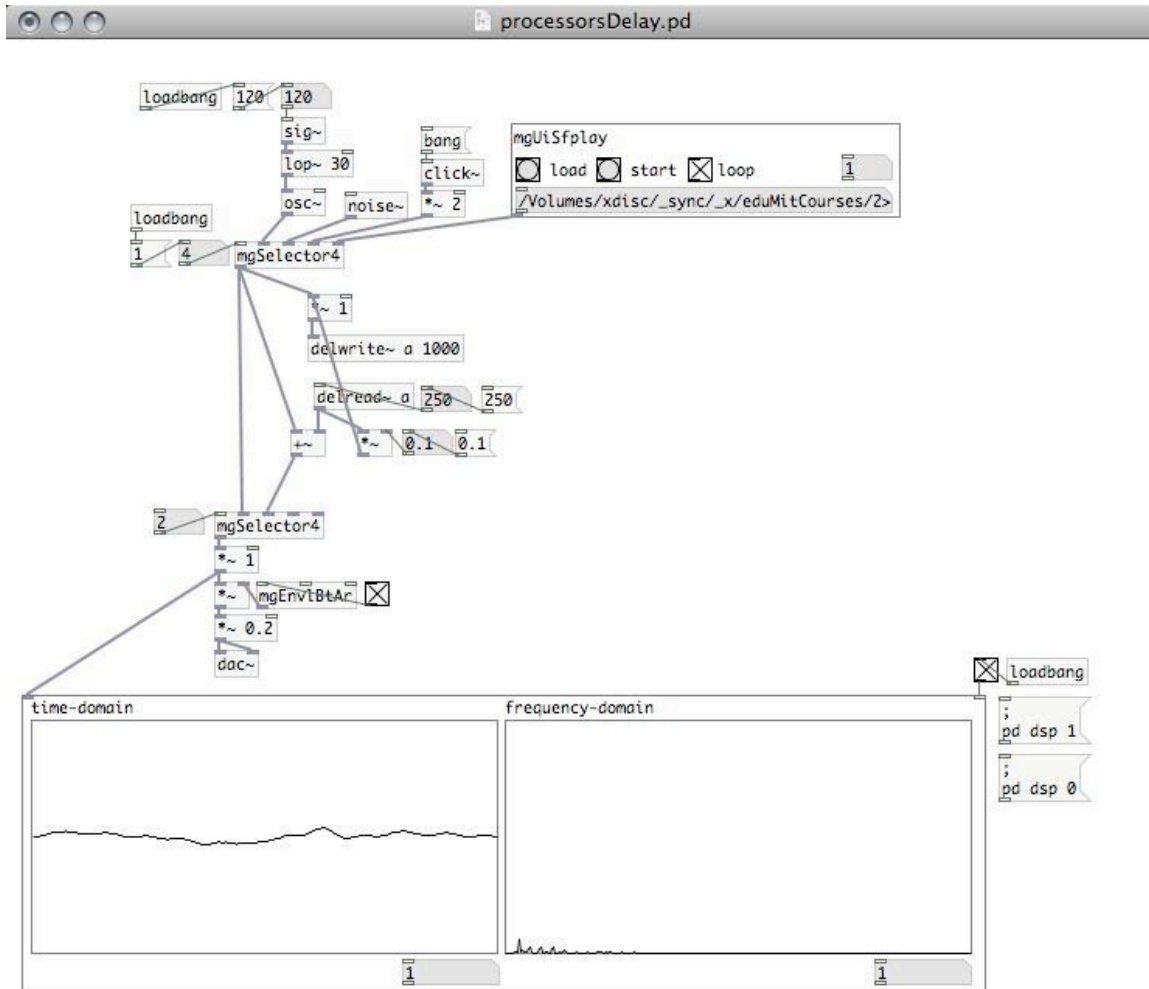 processorsDelay.pd
loadbang 120 120
sig~
bang
mgUiSfplay
lop~ 30
click~
load start loop 1
osc~ noise~ *~ 2
/Volumes/xdisc/_sync/_x/eduMitCourses/2>
loadbang
1 4 mgSelector4
*~ 1
delwrite~ a 1000
delread~ a 250 250
+~ *~ 0.1 0.1
2 mgSelector4
*~ 1
*~ mgEnvlBtAr
*~ 0.2
dac~
loadbang
time-domain frequency-domain
;
pd dsp 1
;
pd dsp 0
1 1